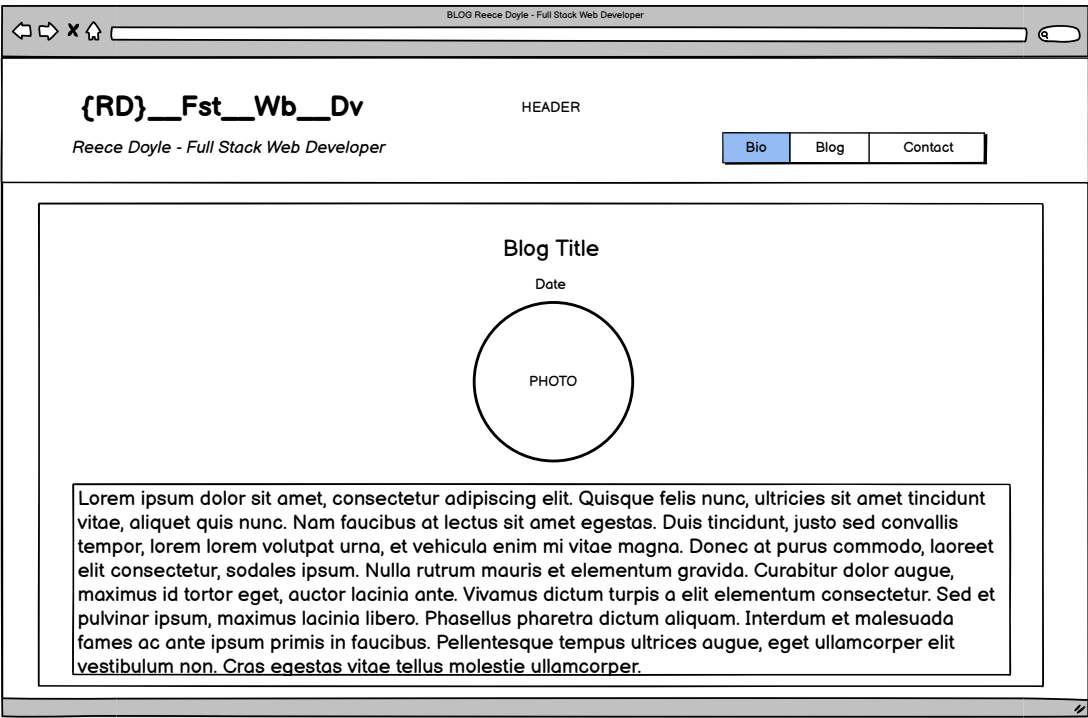 BLOG Reece Doyle - Full Stack Web Developer
{RD}__Fst__Wb__Dv
HEADER
Reece Doyle - Full Stack Web Developer
Bio Blog Contact
Blog Title
Date
PHOTO
Lorem ipsum dolor sit amet, consectetur adipiscing elit. Quisque felis nunc, ultricies sit amet tincidunt
vitae, aliquet quis nunc. Nam faucibus at lectus sit amet egestas. Duis tincidunt, justo sed convallis
tempor, lorem lorem volutpat urna, et vehicula enim mi vitae magna. Donec at purus commodo, laoreet
elit consectetur, sodales ipsum. Nulla rutrum mauris et elementum gravida. Curabitur dolor augue,
maximus id tortor eget, auctor lacinia ante. Vivamus dictum turpis a elit elementum consectetur. Sed et
pulvinar ipsum, maximus lacinia libero. Phasellus pharetra dictum aliquam. Interdum et malesuada
fames ac ante ipsum primis in faucibus. Pellentesque tempus ultrices augue, eget ullamcorper elit
vestibulum non. Cras egestas vitae tellus molestie ullamcorper.